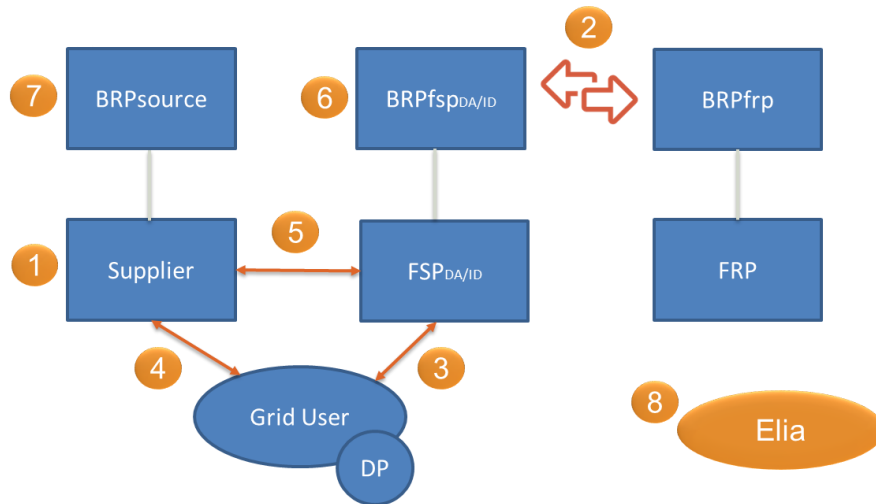 2
7
BRPsource
6
BRPfspDA/ID
BRPfrp
1
Supplier
5
FSPDA/ID
FRP
4
3
Grid User
DP
8
Elia